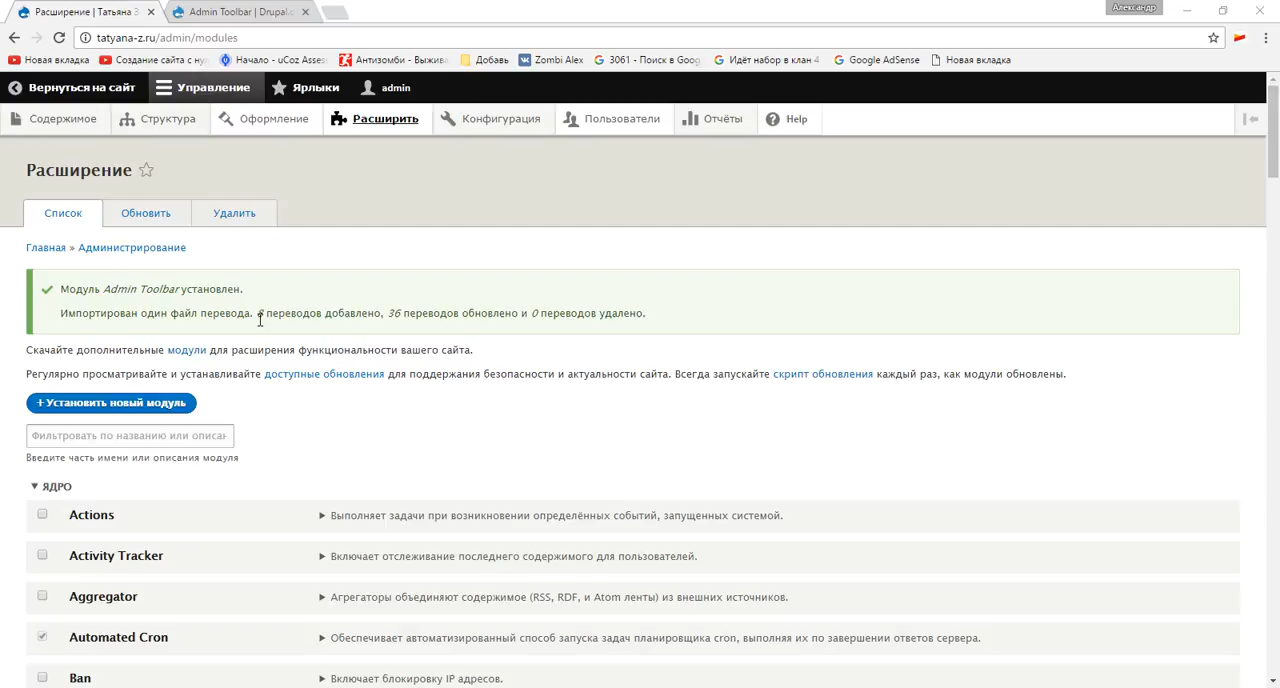 Расширение | Татьяна З
Admin Toolbar | Drupal.o
Александр
tatyana-z.ru/admin/modules
Новая вкладка
Создание сайта с нул
Начало - uCoz Asses
Антизомби - Выжива
Добавь
Zombi Alex
3061 - Поиск в Goog
Идёт набор в клан 4
Google AdSense
Новая вкладка
Вернуться на сайт
Управление
Ярлыки
admin
Содержимое
Структура
Оформление
Расширить
Конфигурация
Пользователи
Отчёты
Help
Расширение
Список
Обновить
Удалить
Главная » Администрирование
Модуль Admin Toolbar установлен.
Импортирован один файл перевода. переводов добавлено, 36 переводов обновлено и 0 переводов удалено.
Скачайте дополнительные модули для расширения функциональности вашего сайта.
Регулярно просматривайте и устанавливайте доступные обновления для поддержания безопасности и актуальности сайта. Всегда запускайте скрипт обновления каждый раз, как модули обновлены.
+ Установить новый модуль
Фильтровать по названию или описан
Введите часть имени или описания модуля
▼ ЯДРО
Actions
► Выполняет задачи при возникновении определённых событий, запущенных системой.
Activity Tracker
► Включает отслеживание последнего содержимого для пользователей.
Aggregator
► Агрегаторы объединяют содержимое (RSS, RDF, и Atom ленты) из внешних источников.
Automated Cron
► Обеспечивает автоматизированный способ запуска задач планировщика cron, выполняя их по завершении ответов сервера.
Ban
► Включает блокировку IP адресов.